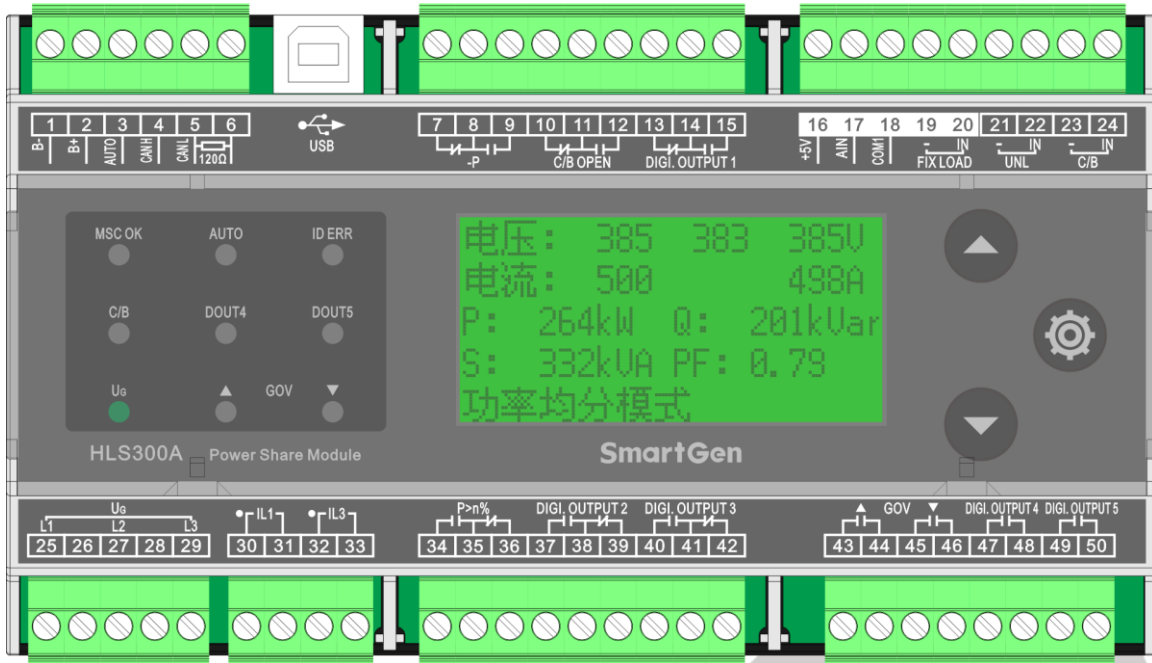 1 2 3 4 5 6
B- B+ AUTO CAN H CAN L 120Ω
USB
7 8 9 10 11 12 13 14 15
-P C/B OPEN DIGI. OUTPUT 1
16 17 18 19 20 21 22 23 24
+5V AIN COM1 - IN - IN - IN
FIX LOAD UNL C/B
MSC OK AUTO ID ERR
C/B DOUT4 DOUT5
UG ▲ GOV ▼
HLS300A Power Share Module
电压: 385 383 385V
电流: 500 498A
P: 264kW Q: 201kVar
S: 332kVA PF: 0.79
功率均分模式
SmartGen
UG
L1 L2 L3
25 26 27 28 29
IL1 IL3
30 31 32 33
P>n% DIGI. OUTPUT 2 DIGI. OUTPUT 3
34 35 36 37 38 39 40 41 42
▲ GOV ▼ DIGI. OUTPUT 4 DIGI. OUTPUT 5
43 44 45 46 47 48 49 50